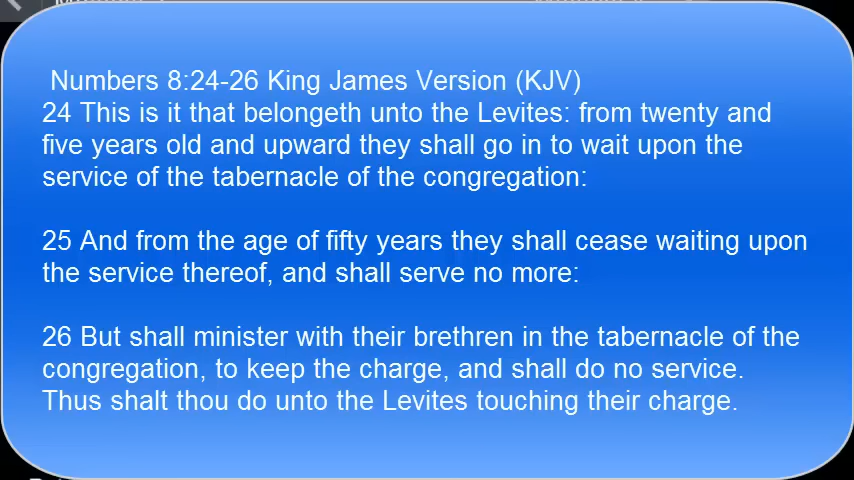 Numbers 8:24-26 King James Version (KJV)
24 This is it that belongeth unto the Levites: from twenty and
five years old and upward they shall go in to wait upon the
service of the tabernacle of the congregation:
25 And from the age of fifty years they shall cease waiting upon
the service thereof, and shall serve no more:
26 But shall minister with their brethren in the tabernacle of the
congregation, to keep the charge, and shall do no service.
Thus shalt thou do unto the Levites touching their charge.